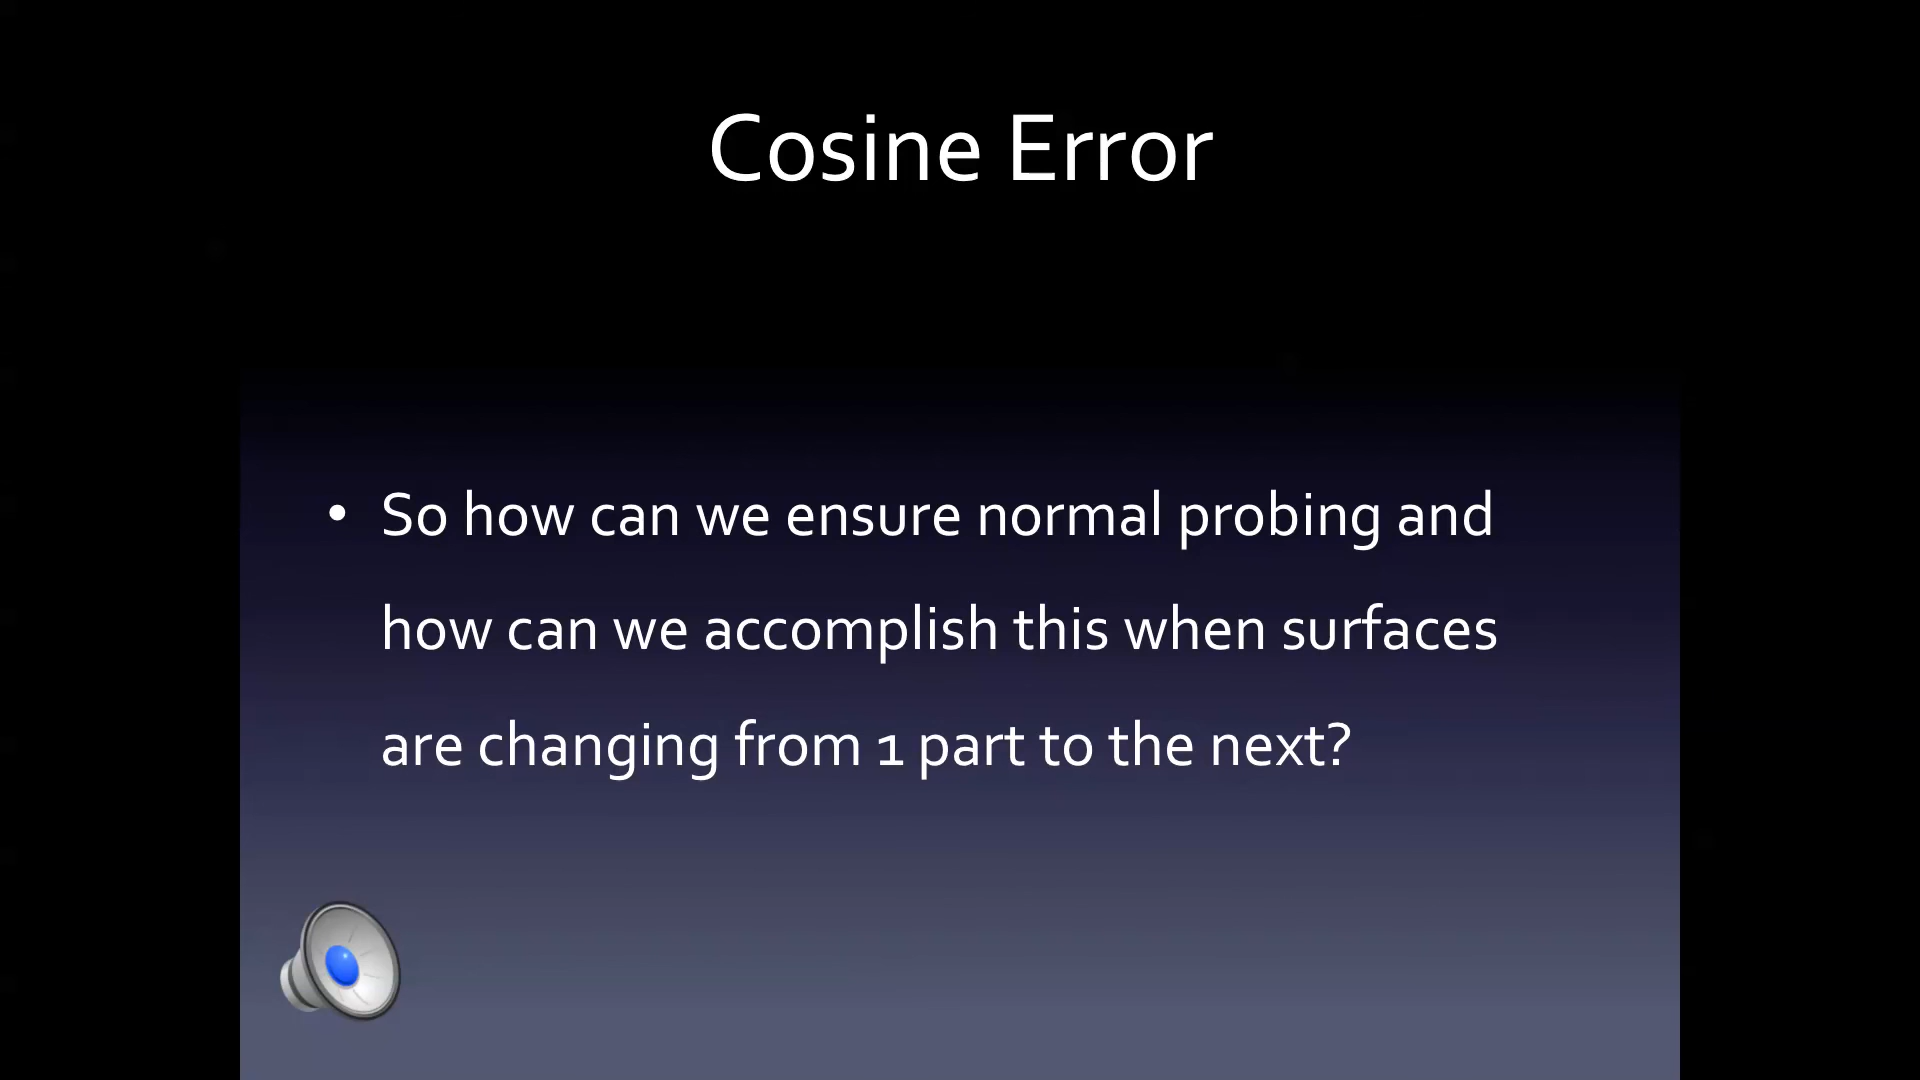 Cosine Error
• So how can we ensure normal probing and
how can we accomplish this when surfaces
are changing from 1 part to the next?